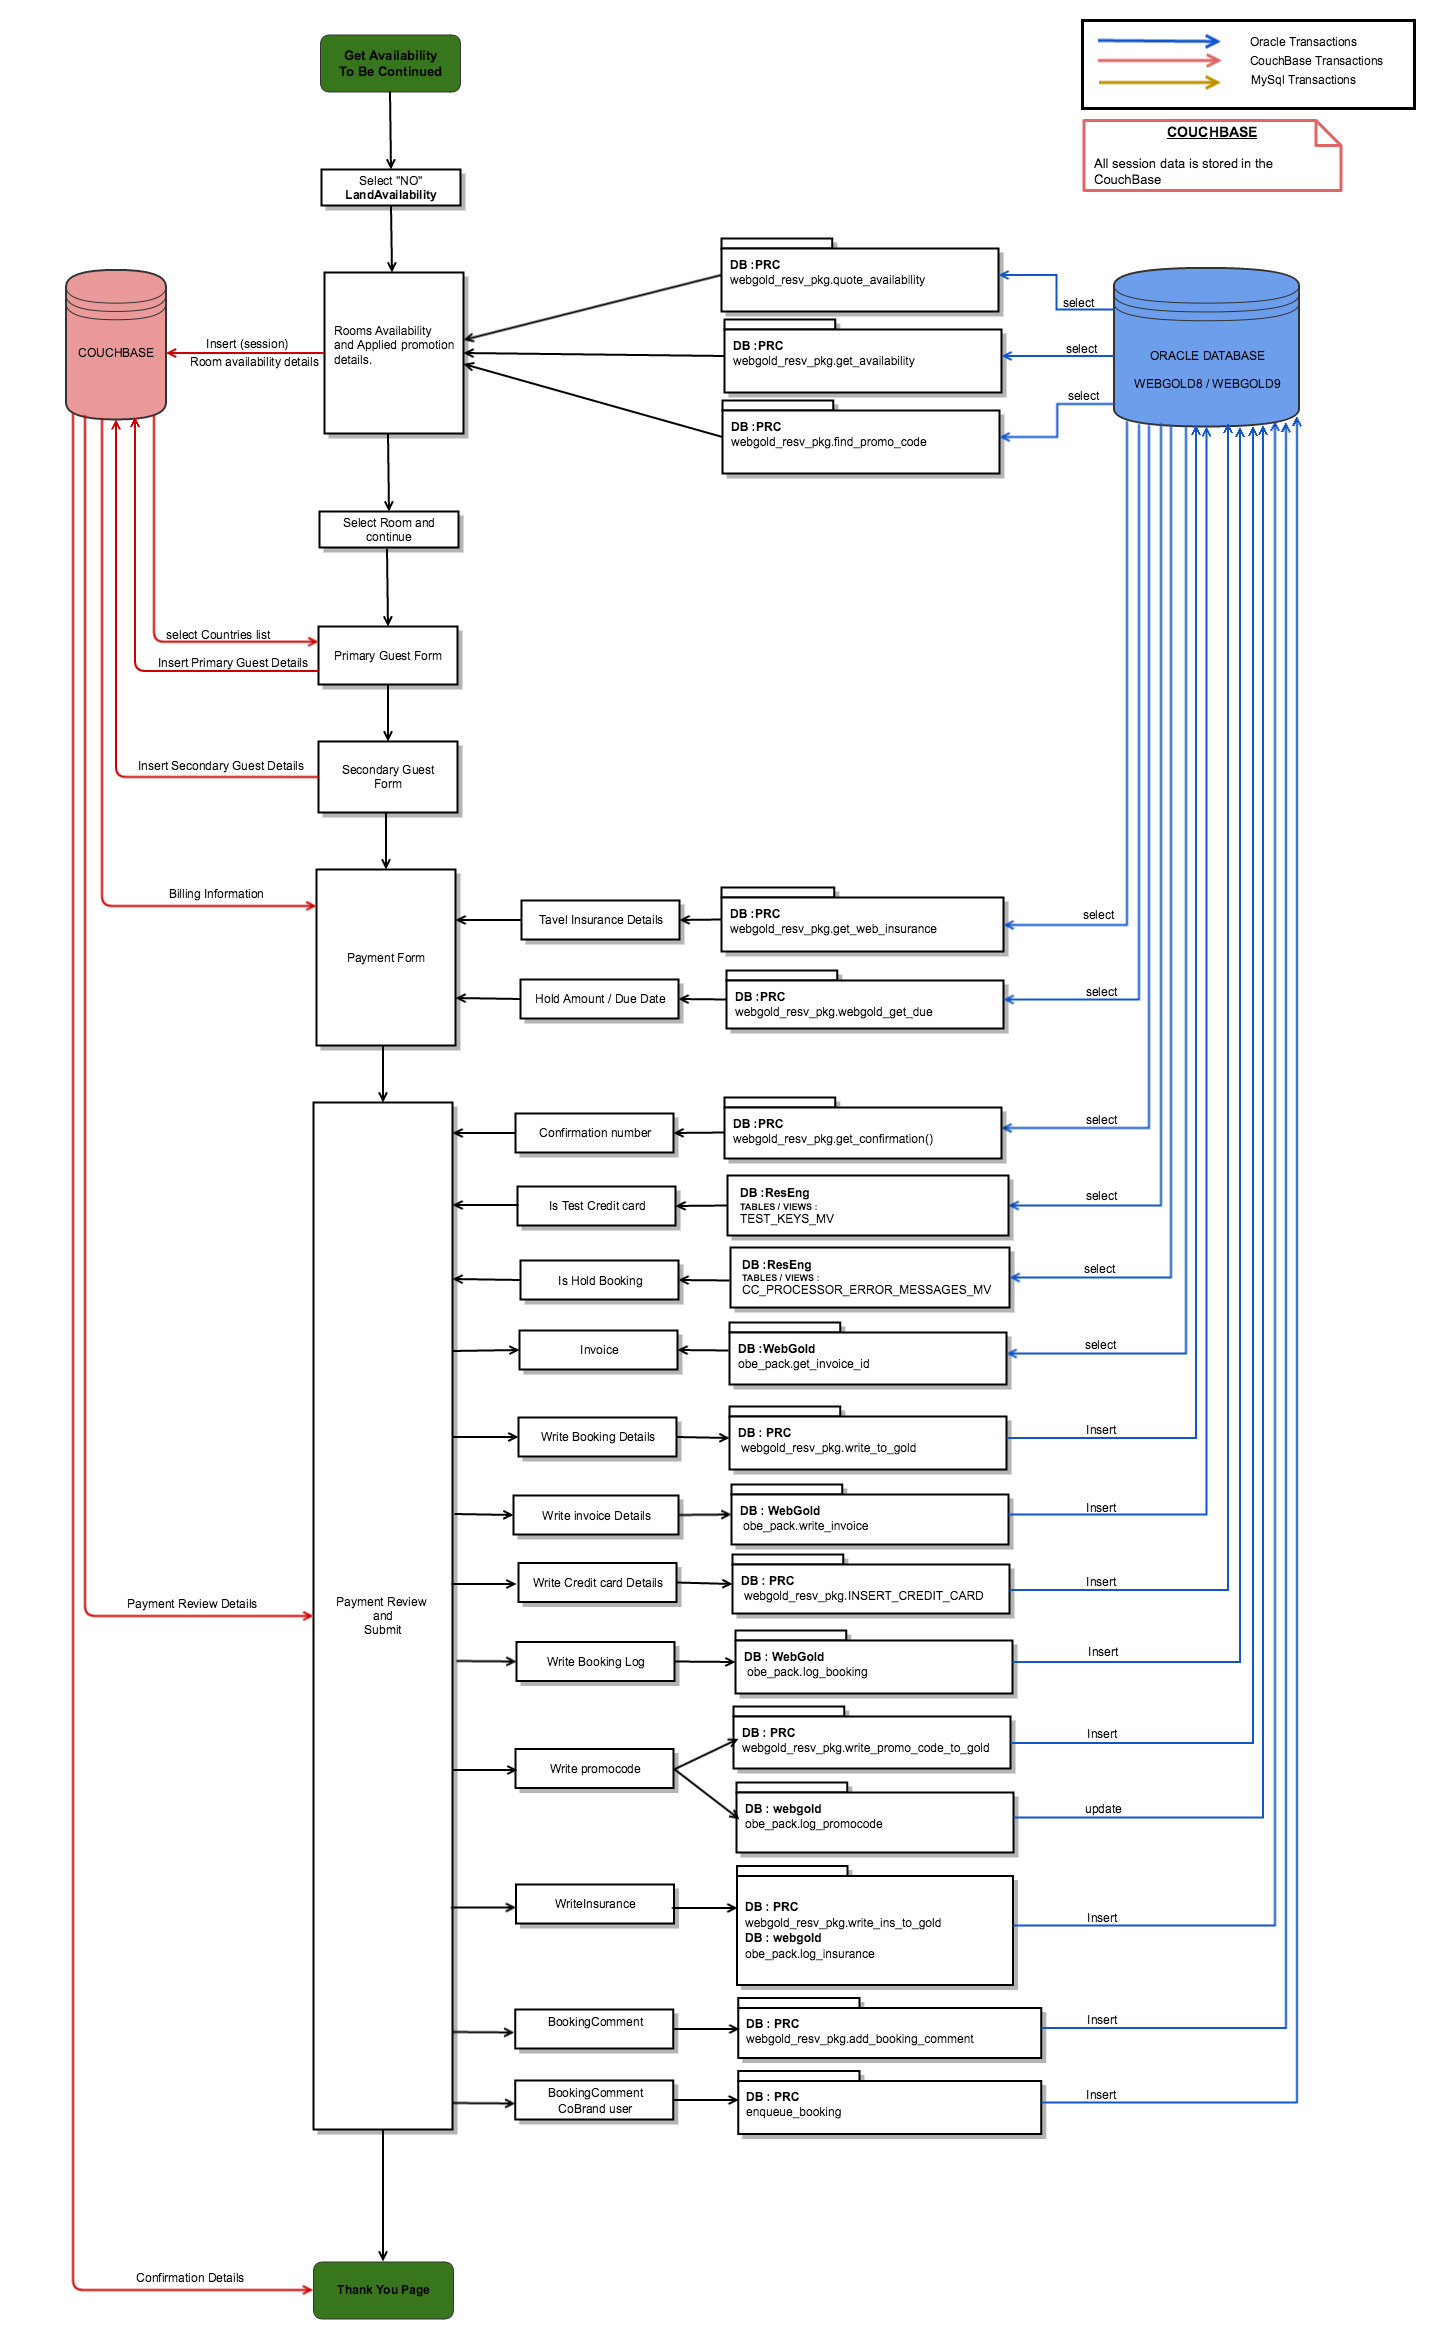 Get Availability
To Be Continued
Oracle Transactions
CouchBase Transactions
MySql Transactions
COUCHBASE
All session data is stored in the
CouchBase
Select "NO"
LandAvailability
DB :PRC
webgold_resv_pkg.quote_availability
select
COUCHBASE
Insert (session)
Room availability details
Rooms Availability
and Applied promotion
details.
DB :PRC
webgold_resv_pkg.get_availability
select
ORACLE DATABASE
WEBGOLD8 / WEBGOLD9
DB :PRC
webgold_resv_pkg.find_promo_code
select
Select Room and
continue
select Countries list
Insert Primary Guest Details
Primary Guest Form
Insert Secondary Guest Details
Secondary Guest
Form
Billing Information
Payment Form
Tavel Insurance Details
DB :PRC
webgold_resv_pkg.get_web_insurance
select
Hold Amount / Due Date
DB :PRC
webgold_resv_pkg.webgold_get_due
select
Confirmation number
DB :PRC
webgold_resv_pkg.get_confirmation()
select
Is Test Credit card
DB :ResEng
TABLES / VIEWS :
TEST_KEYS_MV
select
Is Hold Booking
DB :ResEng
TABLES / VIEWS :
CC_PROCESSOR_ERROR_MESSAGES_MV
select
Invoice
DB :WebGold
obe_pack.get_invoice_id
select
Write Booking Details
DB : PRC
webgold_resv_pkg.write_to_gold
Insert
Write invoice Details
DB : WebGold
obe_pack.write_invoice
Insert
Write Credit card Details
DB : PRC
webgold_resv_pkg.INSERT_CREDIT_CARD
Insert
Payment Review Details
Payment Review
and
Submit
Write Booking Log
DB : WebGold
obe_pack.log_booking
Insert
Write promocode
DB : PRC
webgold_resv_pkg.write_promo_code_to_gold
Insert
DB : webgold
obe_pack.log_promocode
update
WriteInsurance
DB : PRC
webgold_resv_pkg.write_ins_to_gold
DB : webgold
obe_pack.log_insurance
Insert
BookingComment
DB : PRC
webgold_resv_pkg.add_booking_comment
Insert
BookingComment
CoBrand user
DB : PRC
enqueue_booking
Insert
Confirmation Details
Thank You Page